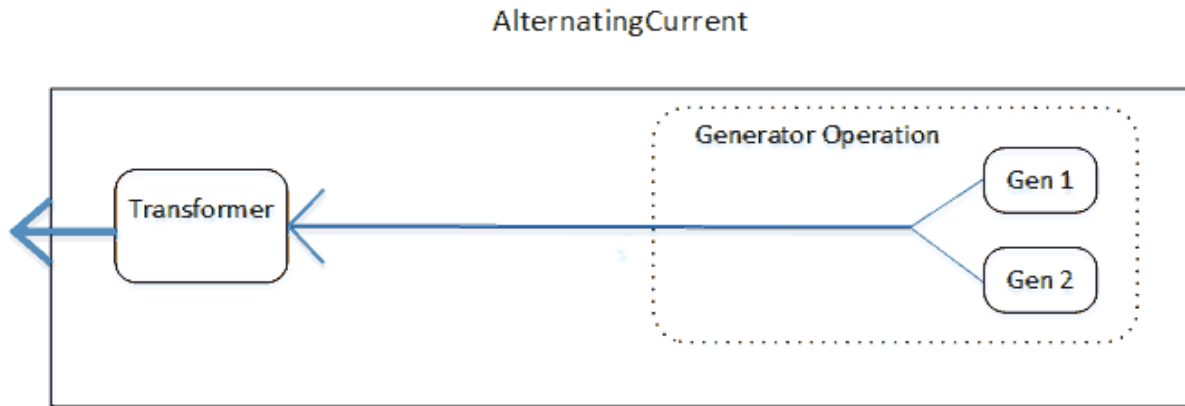 AlternatingCurrent
Generator Operation
Gen 1
Transformer
Gen 2